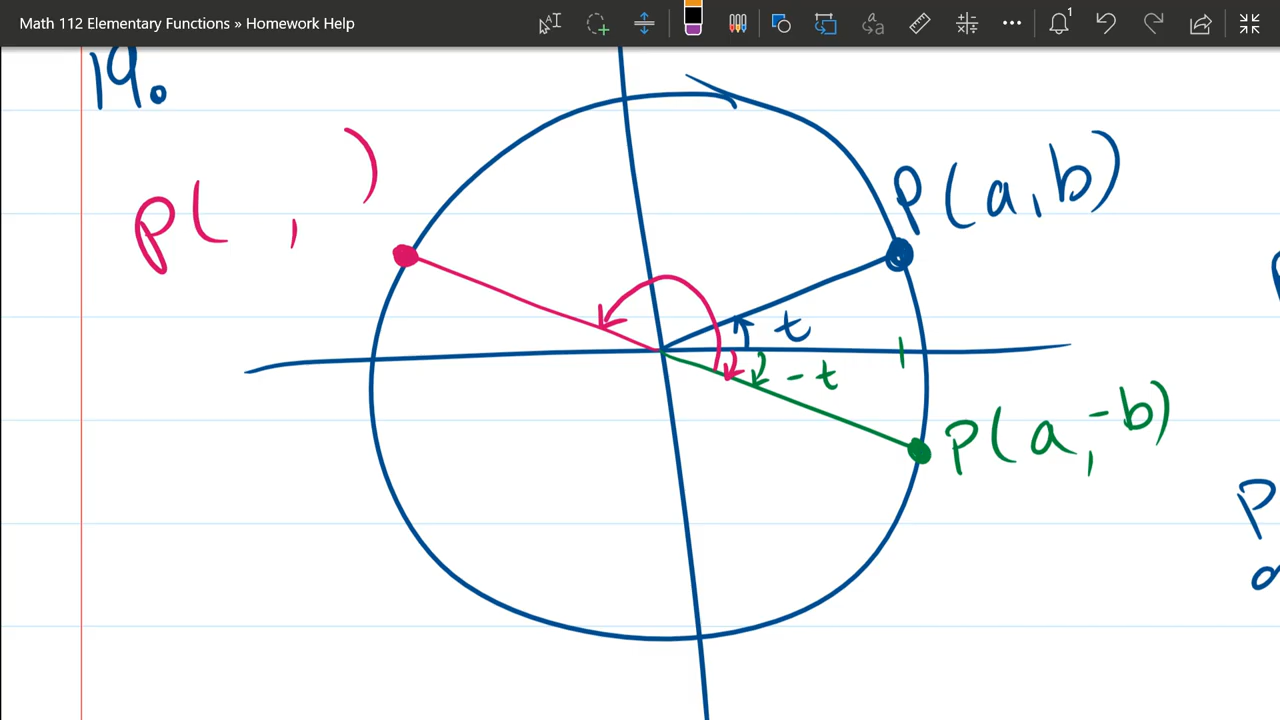 Math 112 Elementary Functions » Homework Help
1
19.
P(a,b)
P( , )
t
-t
P(a,-b)
P